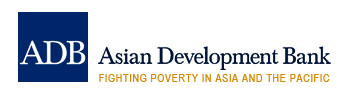 ADB Asian Development Bank
FIGHTING POVERTY IN ASIA AND THE PACIFIC